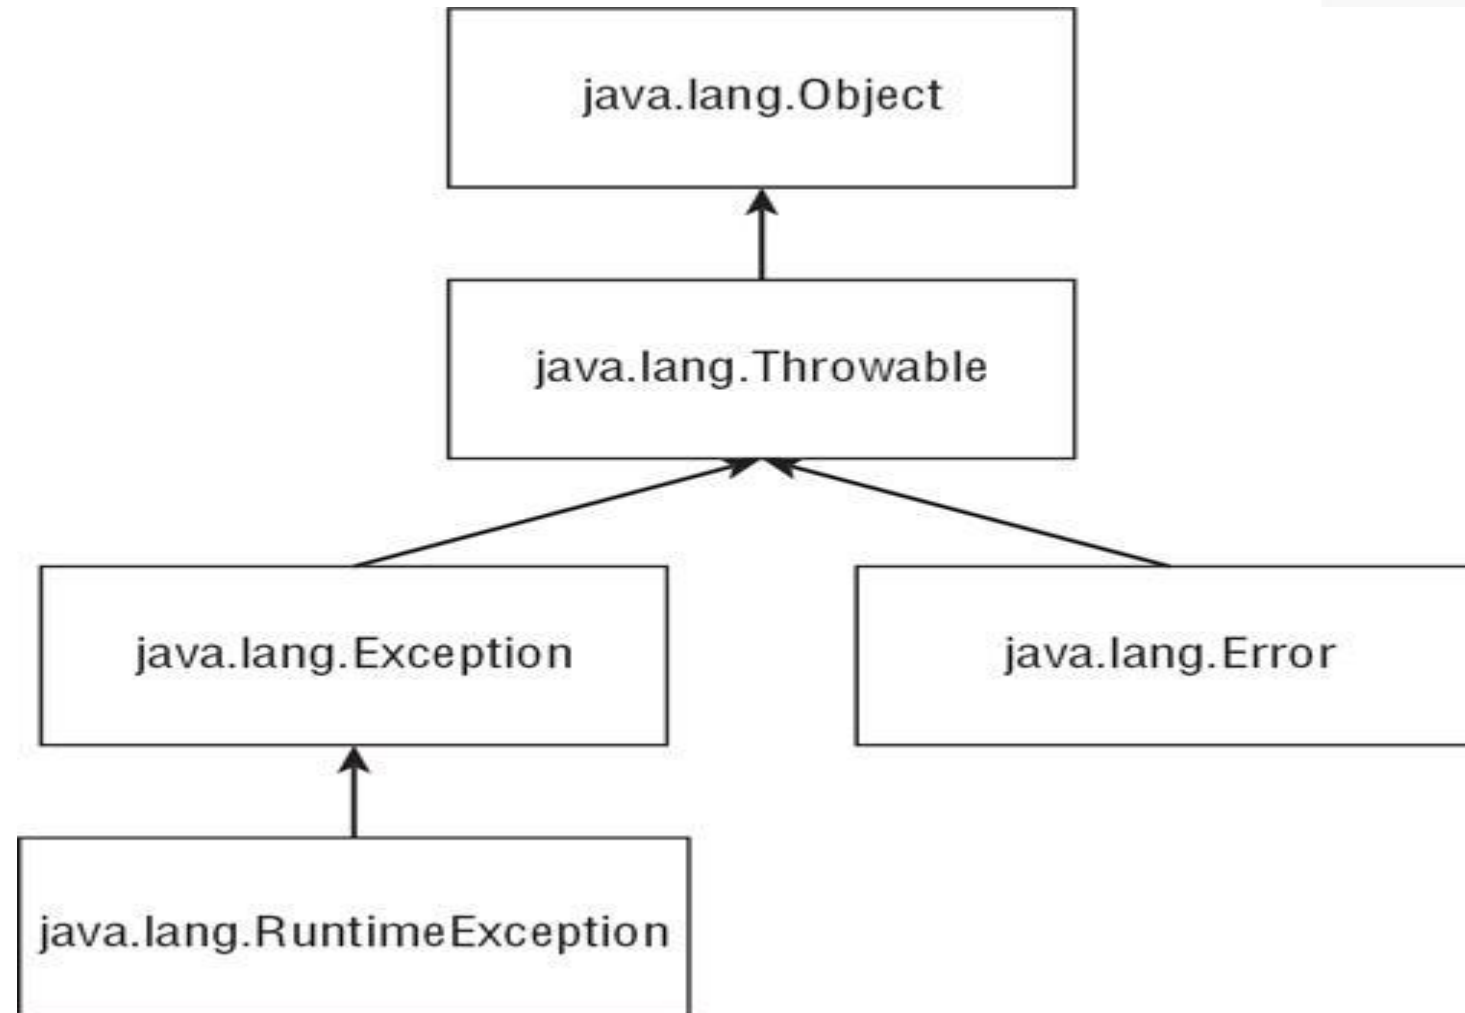 java.lang.Object
java.lang.Throwable
java.lang.Exception
java.lang.Error
java.lang.RuntimeException